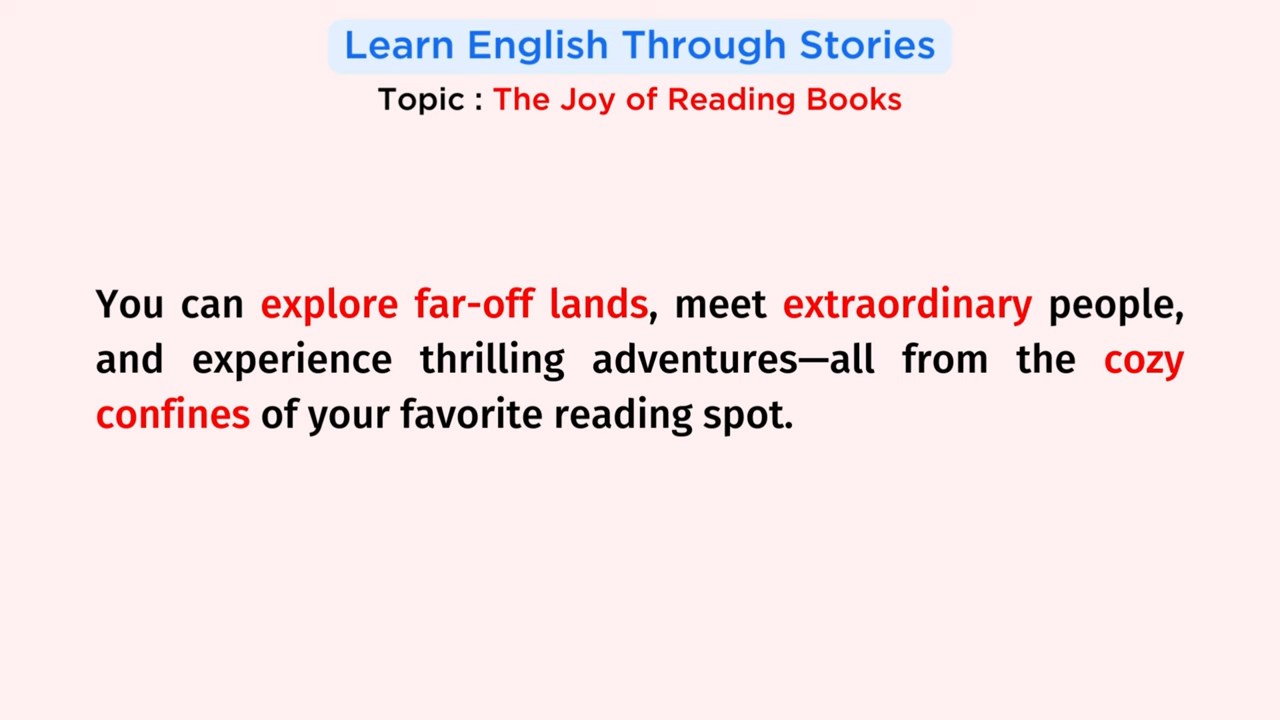 Learn English Through Stories
Topic : The Joy of Reading Books
You can explore far-off lands, meet extraordinary people,
and experience thrilling adventures—all from the cozy
confines of your favorite reading spot.